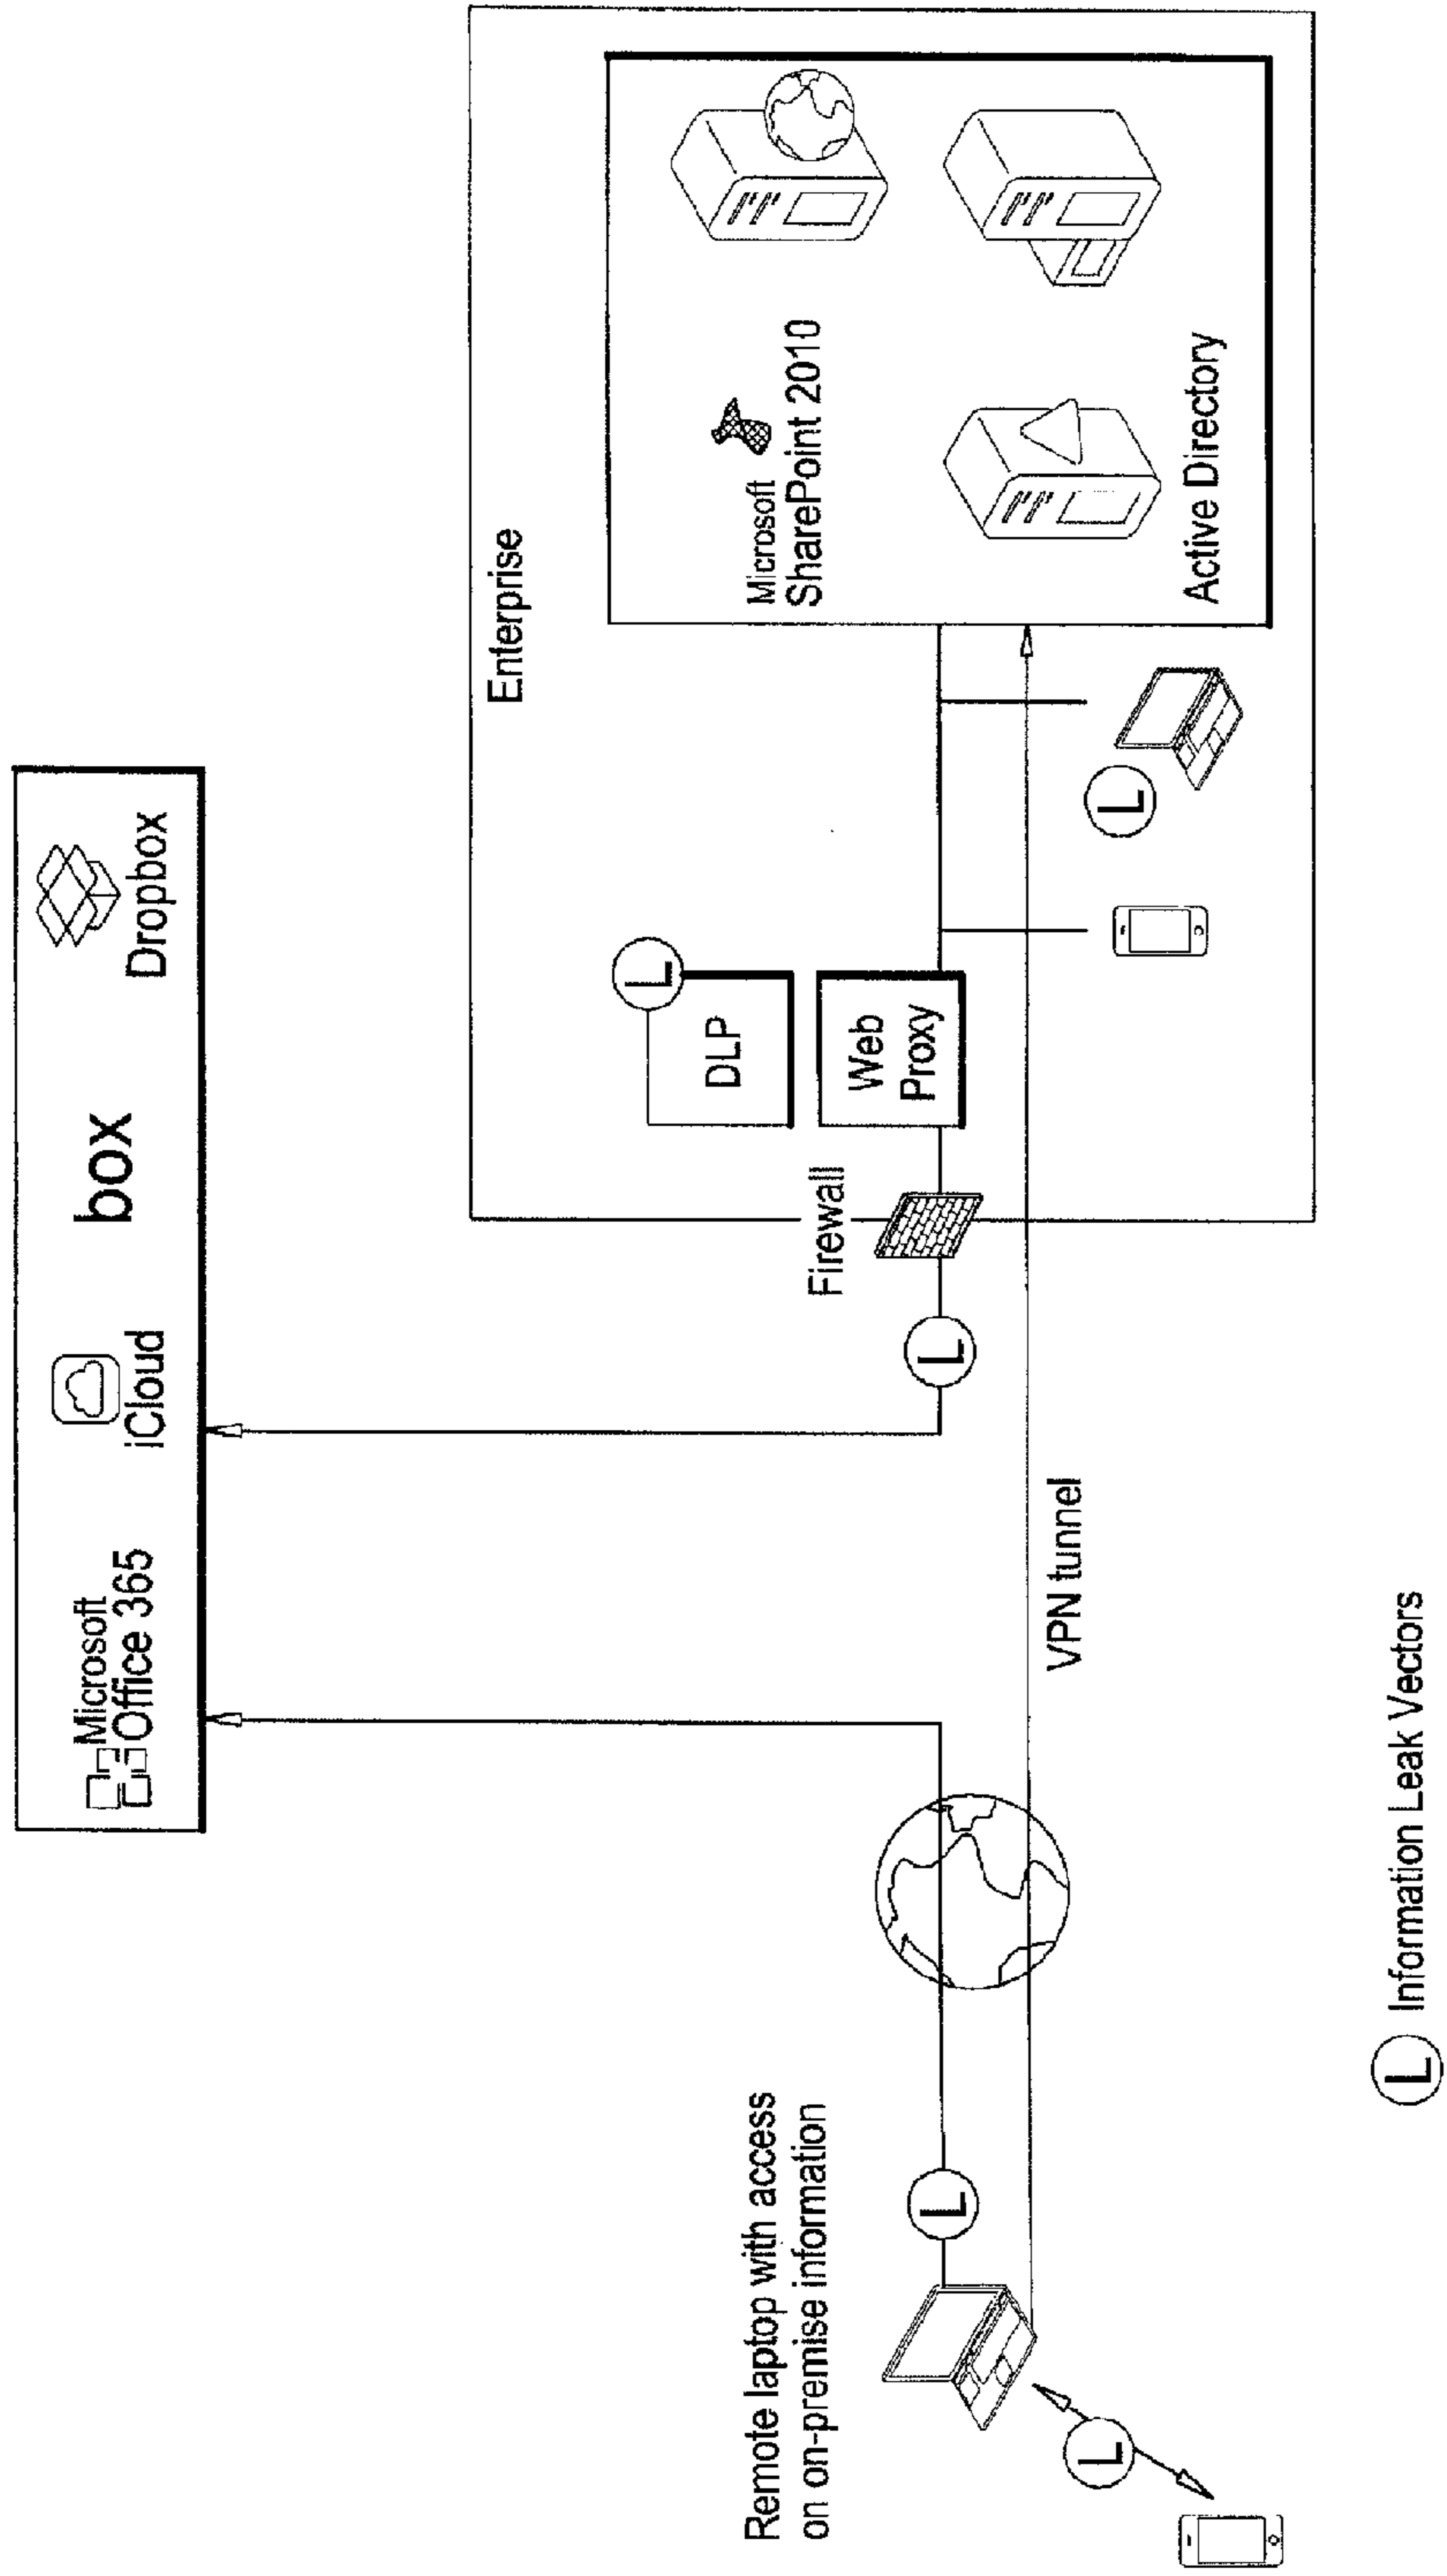 Microsoft
Office 365
iCloud
box
Dropbox
Enterprise
Microsoft
SharePoint 2010
Active Directory
L
DLP
Web
Proxy
Firewall
L
L
VPN tunnel
Remote laptop with access
on on-premise information
L
L
L Information Leak Vectors